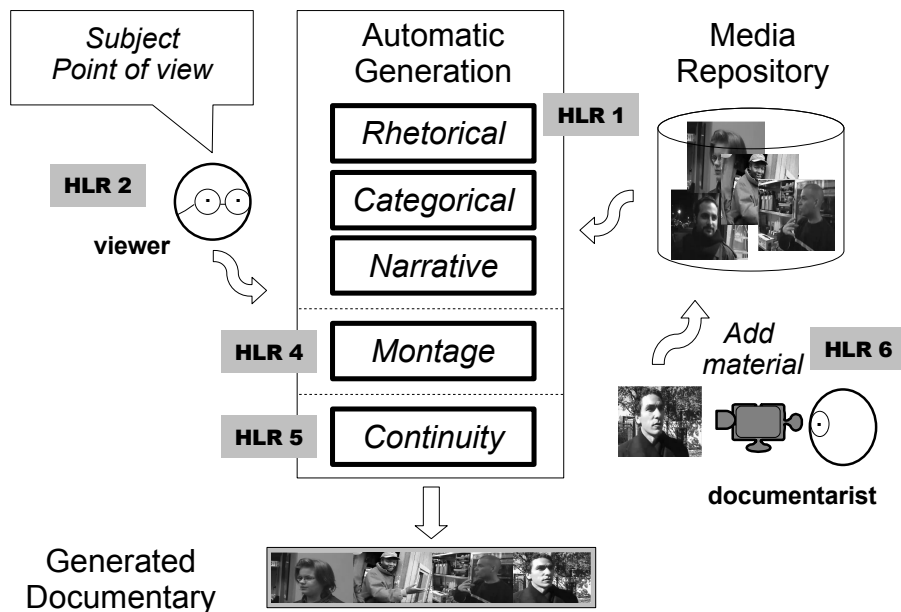 Subject
Point of view
HLR 2
viewer
Automatic
Generation
HLR 1
Rhetorical
Categorical
Narrative
HLR 4
Montage
HLR 5
Continuity
Media
Repository
Add
material
HLR 6
documentarist
Generated
Documentary